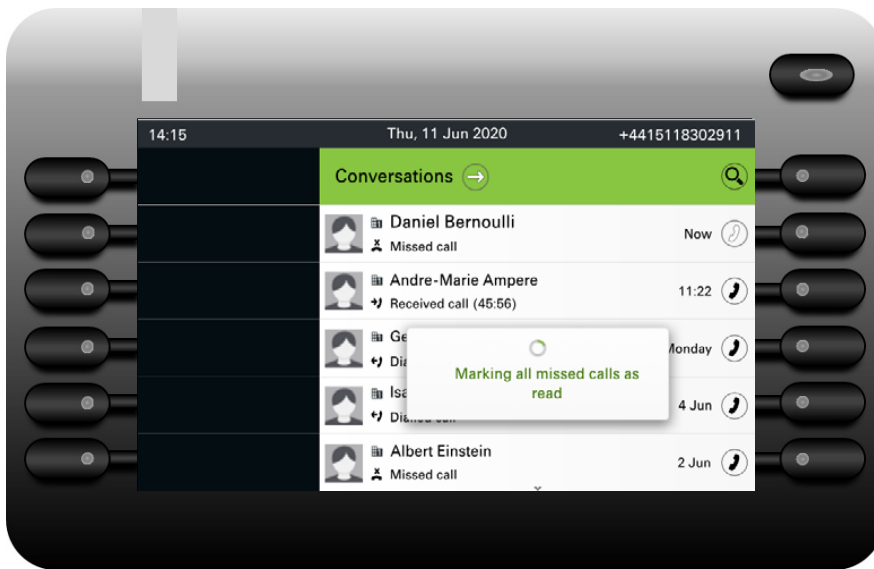 14:15 Thu, 11 Jun 2020 +4415118302911
Conversations
Daniel Bernoulli
Missed call
Now
Andre-Marie Ampere
Received call (45:56)
11:22
Monday
Marking all missed calls as
read
4 Jun
Albert Einstein
Missed call
2 Jun